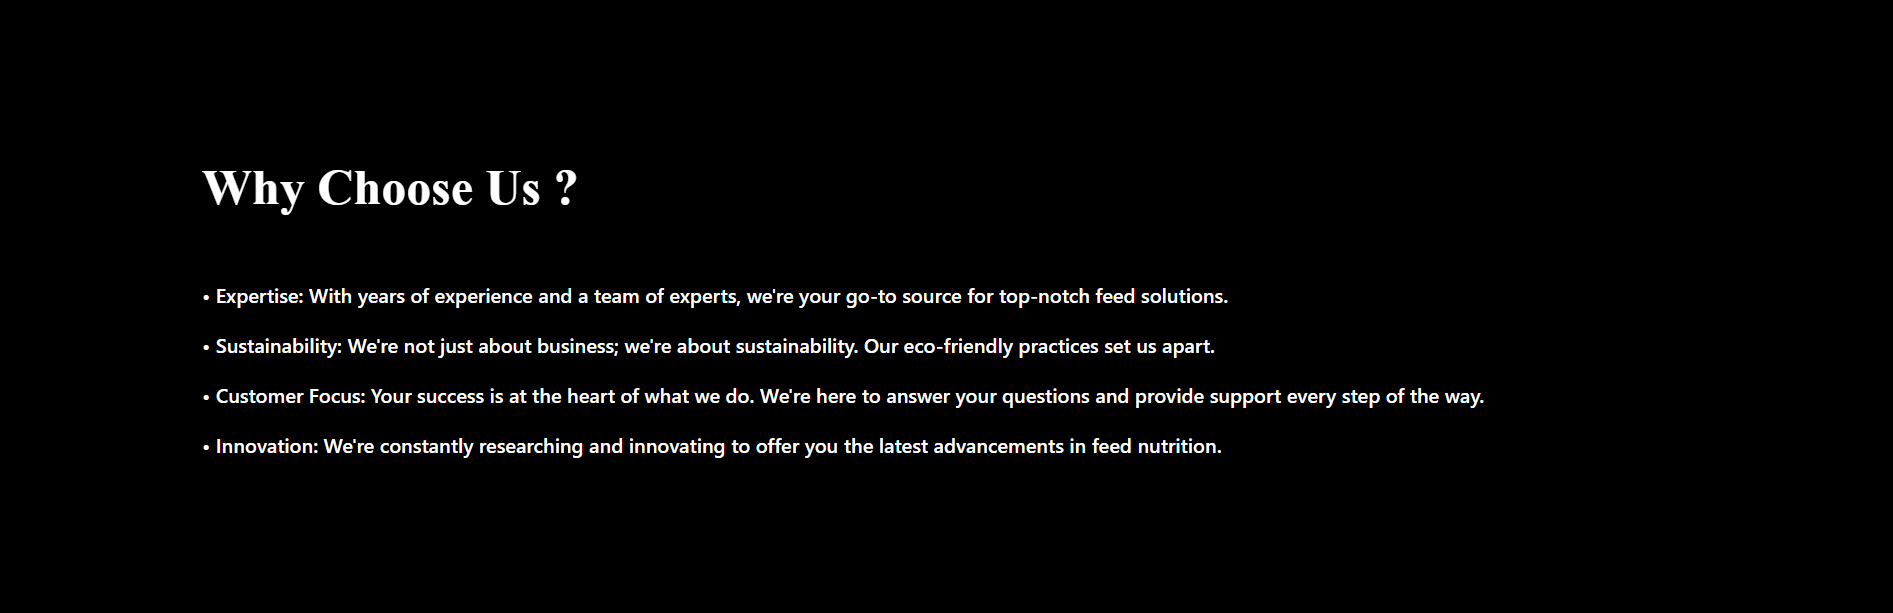 Why Choose Us ?
• Expertise: With years of experience and a team of experts, we're your go-to source for top-notch feed solutions.
• Sustainability: We're not just about business; we're about sustainability. Our eco-friendly practices set us apart.
• Customer Focus: Your success is at the heart of what we do. We're here to answer your questions and provide support every step of the way.
• Innovation: We're constantly researching and innovating to offer you the latest advancements in feed nutrition.